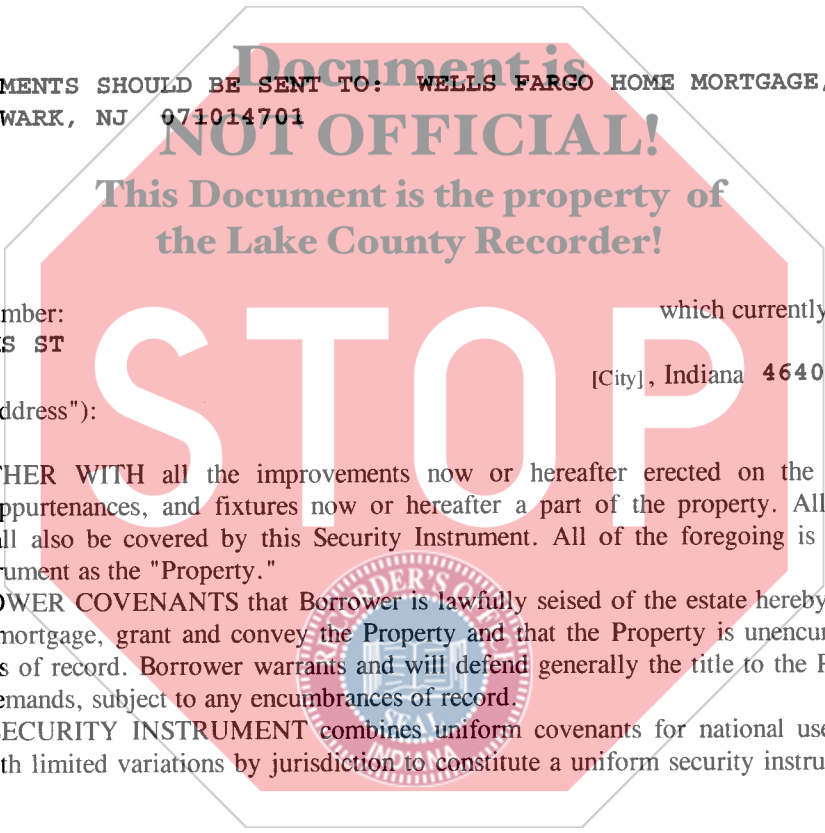 Document is
MENTS SHOULD BE SENT TO: WELLS FARGO HOME MORTGAGE,
WARK, NJ 071014701
NOT OFFICIAL!
This Document is the property of
the Lake County Recorder!
mber: which currently
S ST
STOP
[City], Indiana 4640
ddress"):
THER WITH all the improvements now or hereafter erected on the
ppurtenances, and fixtures now or hereafter a part of the property. All
ll also be covered by this Security Instrument. All of the foregoing is
rument as the "Property."
OWER COVENANTS that Borrower is lawfully seised of the estate hereby
mortgage, grant and convey the Property and that the Property is unencu
s of record. Borrower warrants and will defend generally the title to the P
emands, subject to any encumbrances of record.
SECURITY INSTRUMENT combines uniform covenants for national use
th limited variations by jurisdiction to constitute a uniform security instru
RECORDER'S OFFICE
SEAL
INDIANA